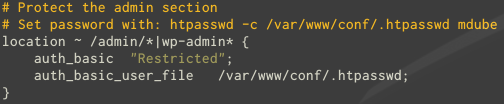 # Protect the admin section
# Set password with: htpasswd -c /var/www/conf/.htpasswd mdube
location ~ /admin/*|wp-admin* {
    auth_basic  "Restricted";
    auth_basic_user_file   /var/www/conf/.htpasswd;
}